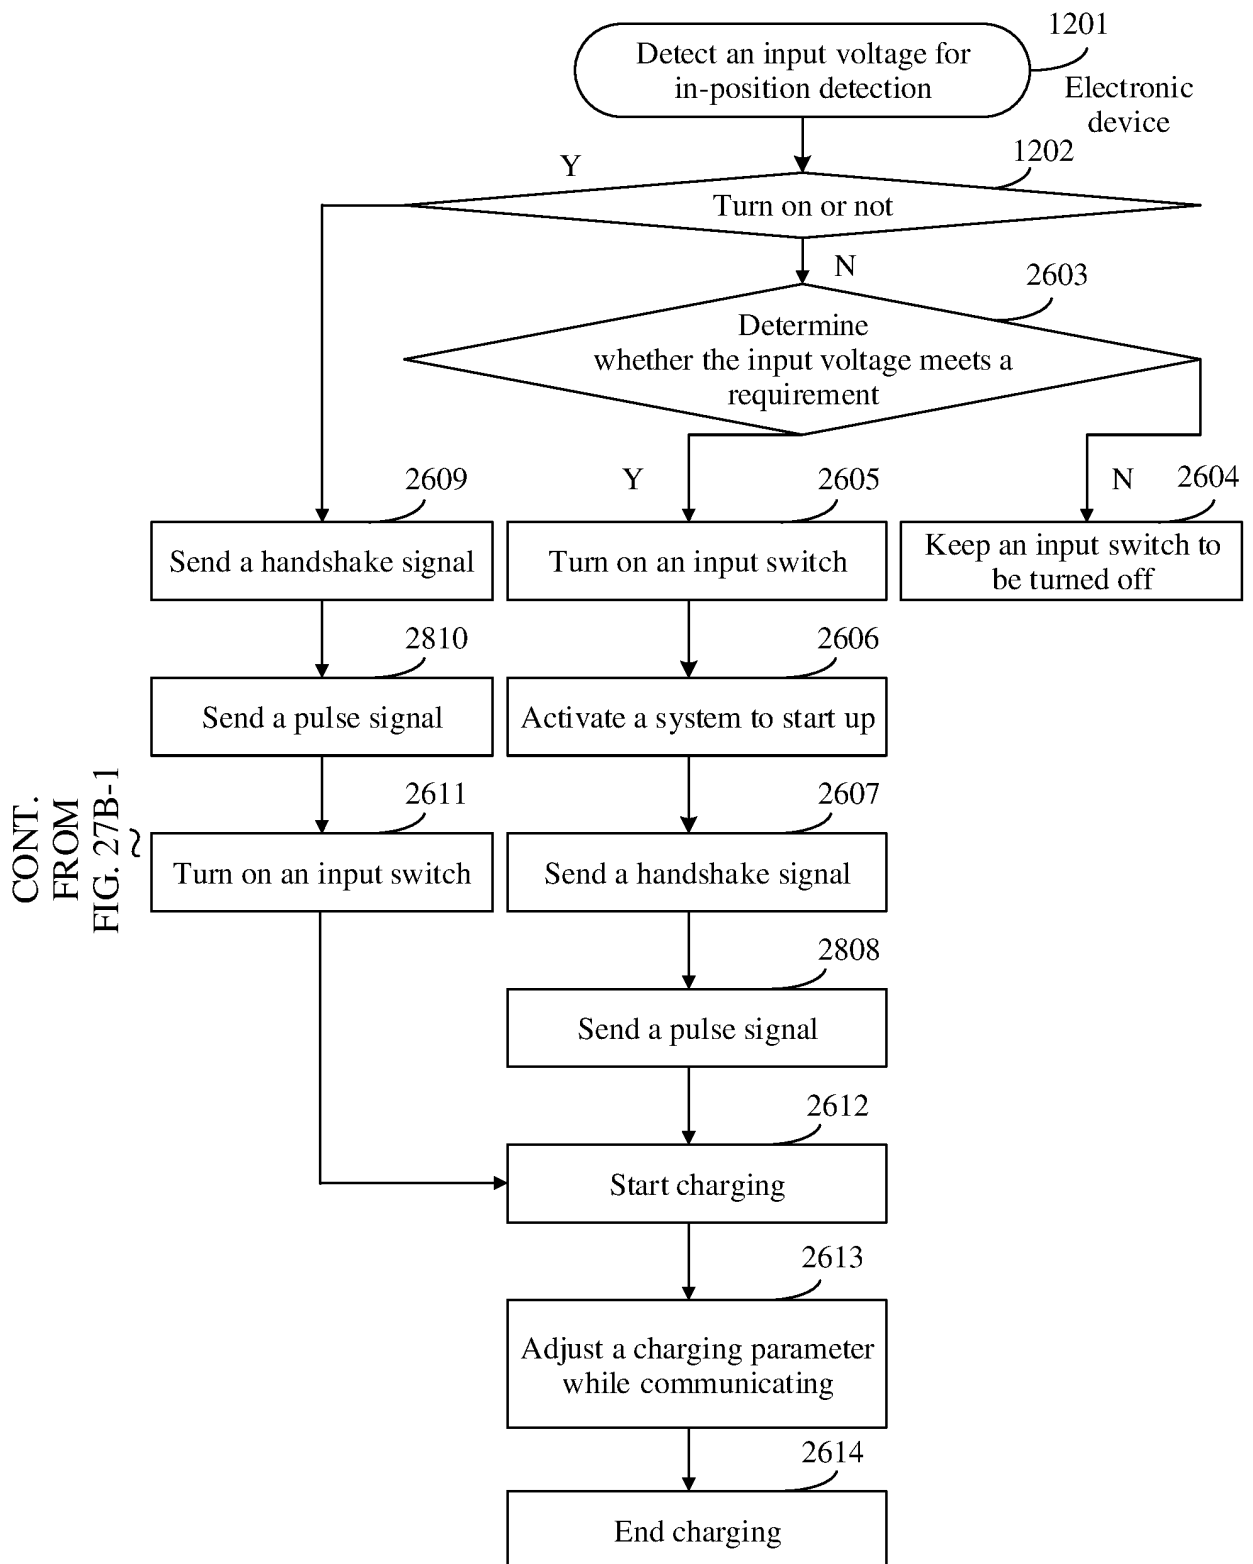 1201
Detect an input voltage for
in-position detection
Electronic
device
1202
Y
Turn on or not
N
2603
Determine
whether the input voltage meets a
requirement
2609
Y
2605
N
2604
Send a handshake signal
Turn on an input switch
Keep an input switch to
be turned off
2810
2606
Send a pulse signal
Activate a system to start up
CONT.
FROM
FIG. 27B-1
2611
2607
Turn on an input switch
Send a handshake signal
2808
Send a pulse signal
2612
Start charging
2613
Adjust a charging parameter
while communicating
2614
End charging